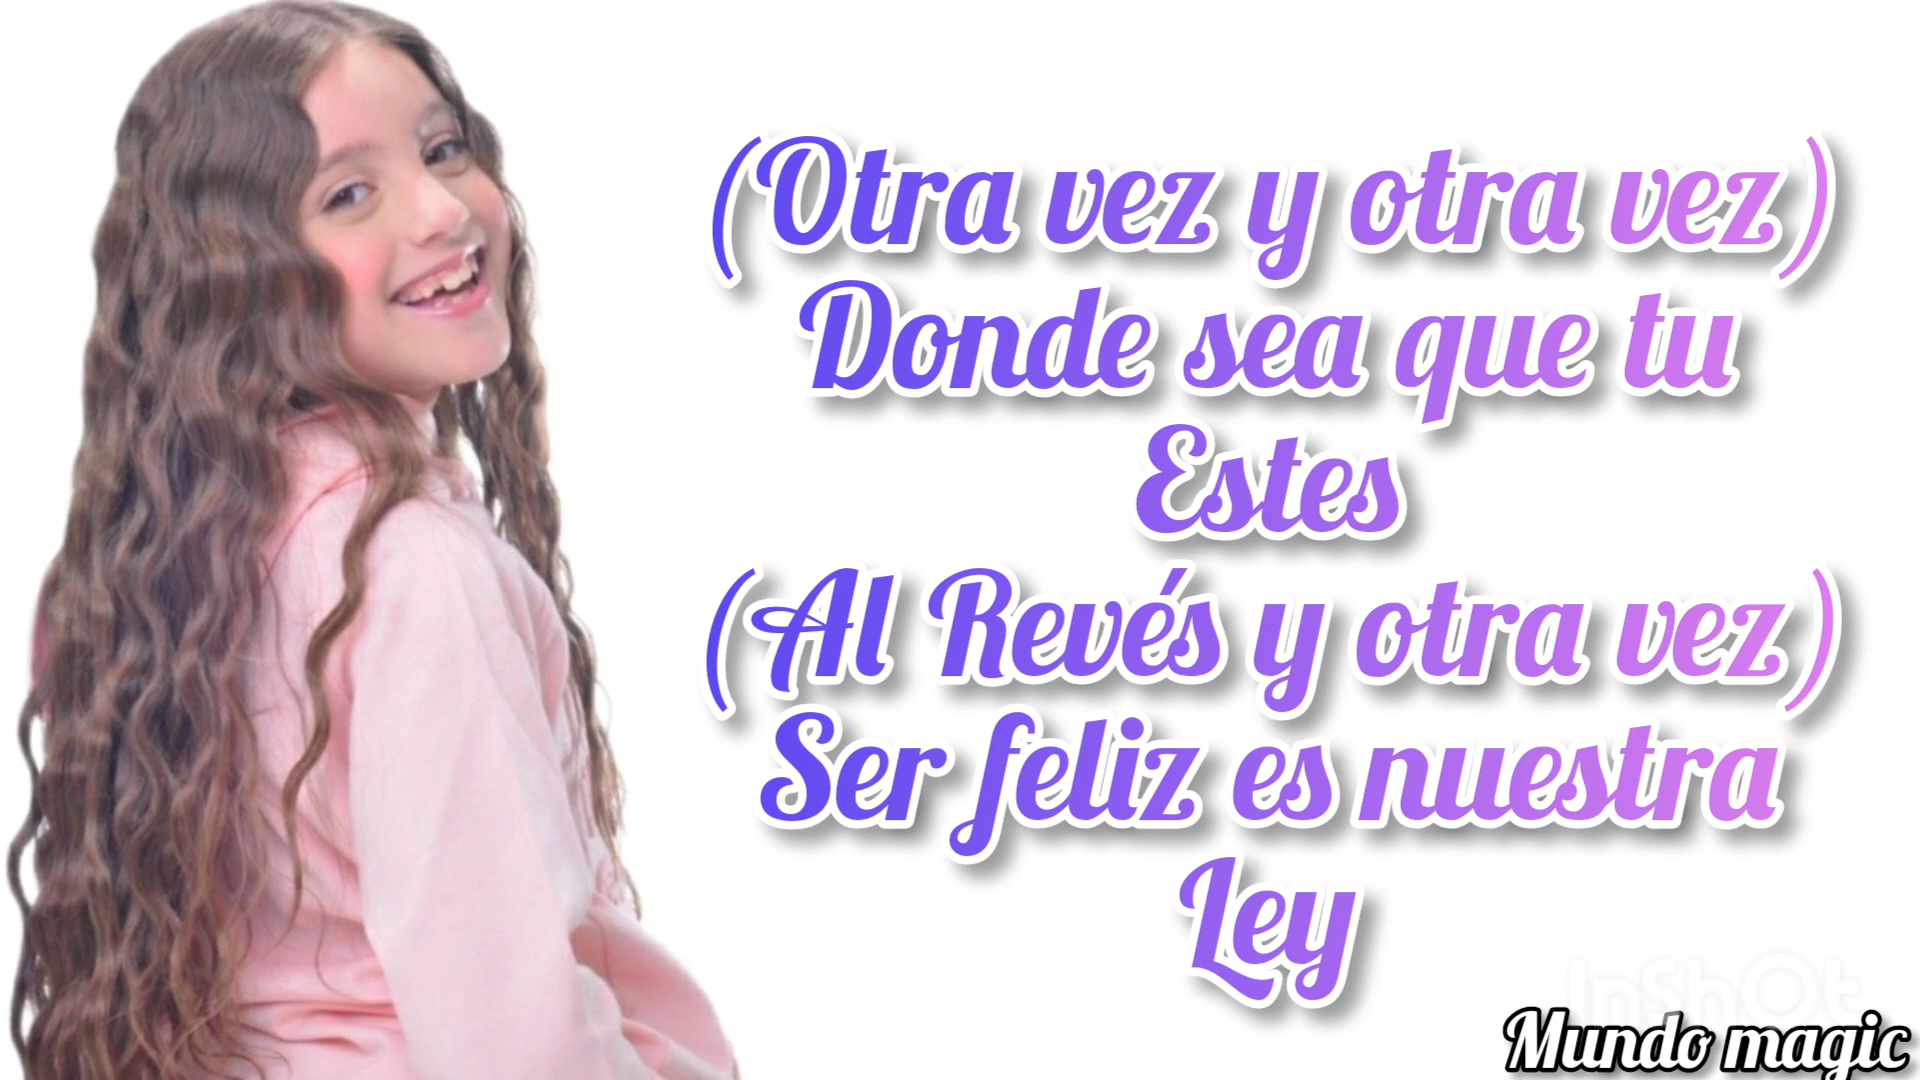 (Otra vez y otra vez)
Donde sea que tu
Estes
(Al Revés y otra vez)
Ser feliz es nuestra
Ley
InShOt
Mundo magic